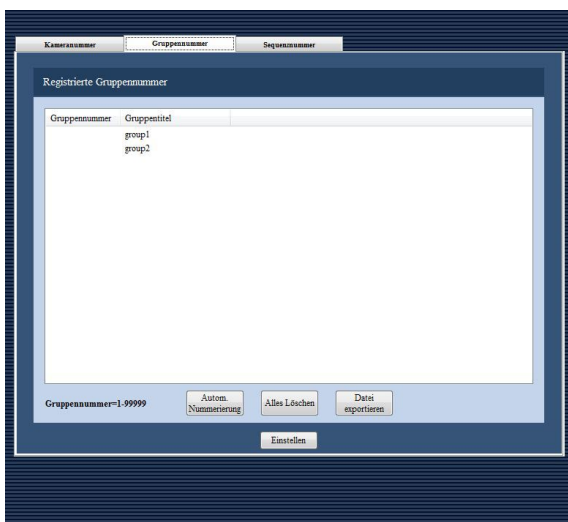 Kameranummer Gruppennummer Sequenznummer
Registrierte Gruppennummer
Gruppennummer Gruppentitel
group1
group2
Gruppennummer=1-99999
Autom.
Nummerierung
Alles Löschen
Datei
exportieren
Einstellen